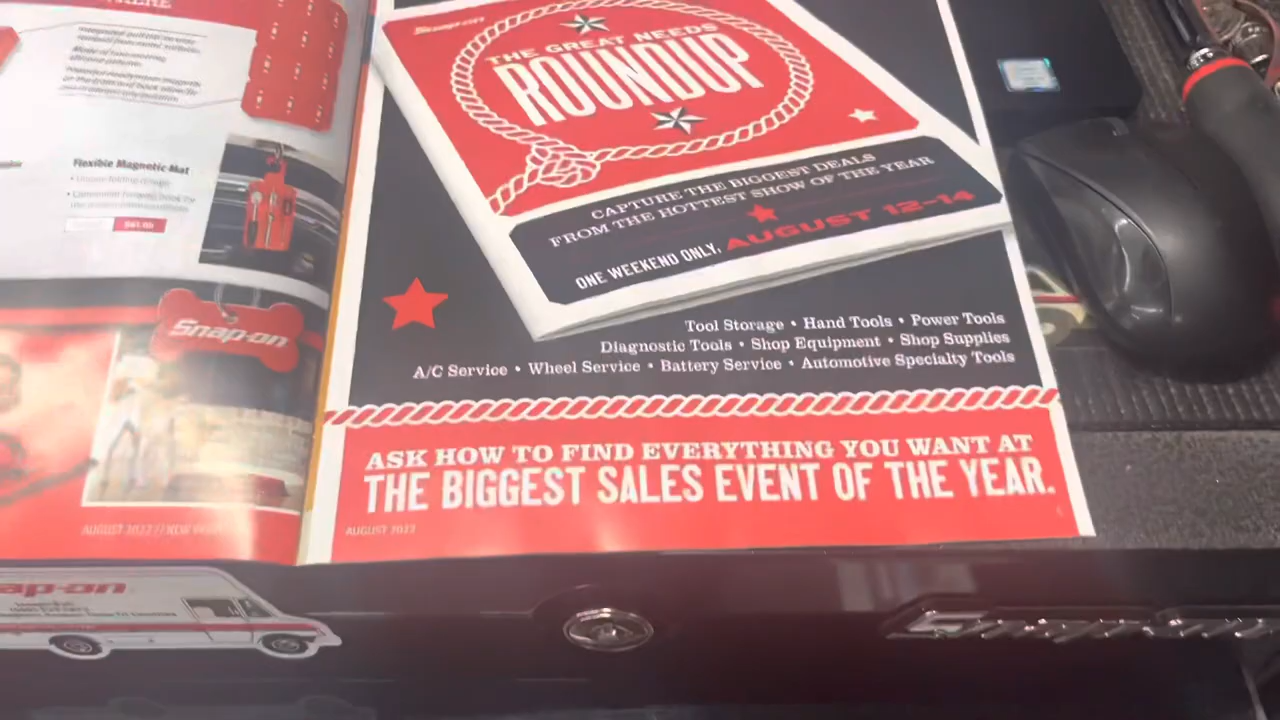 Flexible Magnetic Mat
Snap-on
AUGUST 2022
Snap-on
THE GREAT NEEDS
ROUNDUP
CAPTURE THE BIGGEST DEALS
FROM THE HOTTEST SHOW OF THE YEAR
ONE WEEKEND ONLY, AUGUST 12-14
Tool Storage • Hand Tools • Power Tools
Diagnostic Tools • Shop Equipment • Shop Supplies
A/C Service • Wheel Service • Battery Service • Automotive Specialty Tools
ASK HOW TO FIND EVERYTHING YOU WANT AT
THE BIGGEST SALES EVENT OF THE YEAR.
AUGUST 2022
ap-on
Snap-on